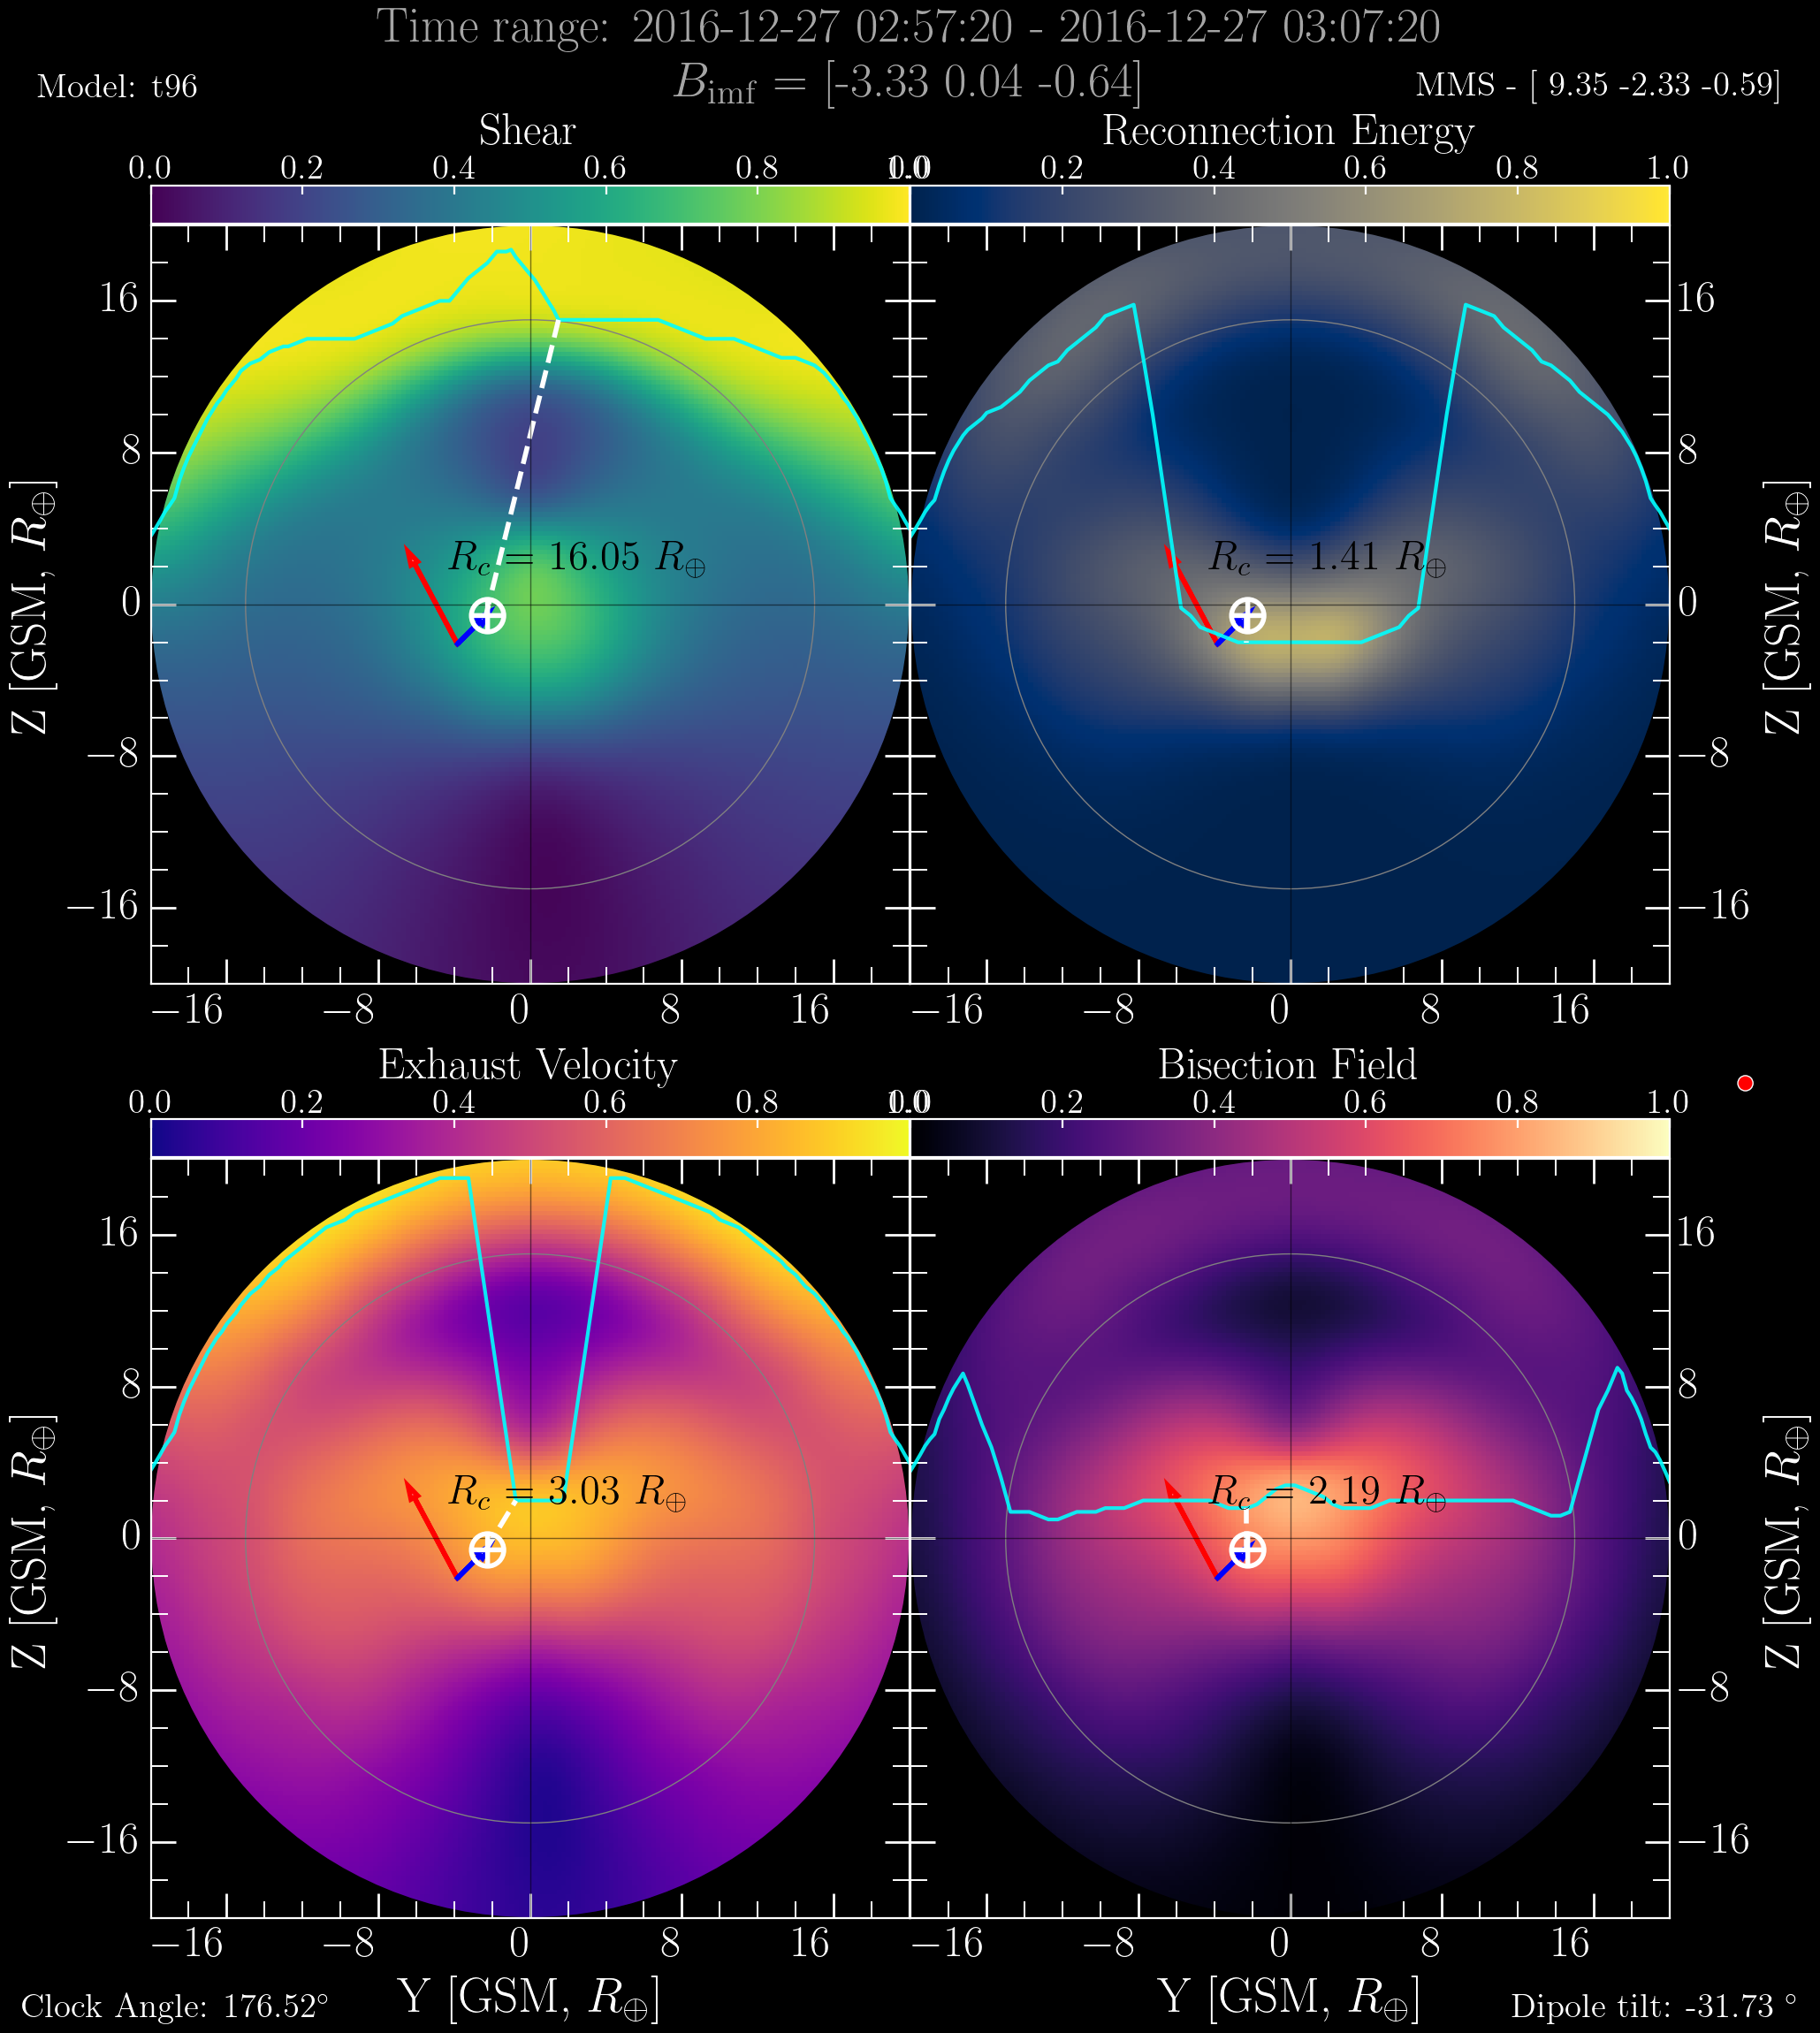 Time range: 2016-12-27 02:57:20 - 2016-12-27 03:07:20
Model: t96
B_imf = [-3.33 0.04 -0.64]
MMS - [ 9.35 -2.33 -0.59]
Shear
Reconnection Energy
0.0 0.2 0.4 0.6 0.8 1.0
0.0 0.2 0.4 0.6 0.8 1.0
16
8
0
−8
−16
Z [GSM, R⊕]
R_c = 16.05 R⊕
R_c = 1.41 R⊕
16
8
0
−8
−16
Z [GSM, R⊕]
−16 −8 0 8 16
−16 −8 0 8 16
Exhaust Velocity
Bisection Field
0.0 0.2 0.4 0.6 0.8 1.0
0.0 0.2 0.4 0.6 0.8 1.0
16
8
0
−8
−16
Z [GSM, R⊕]
R_c = 3.03 R⊕
R_c = 2.19 R⊕
16
8
0
−8
−16
Z [GSM, R⊕]
−16 −8 0 8 16
−16 −8 0 8 16
Y [GSM, R⊕]
Y [GSM, R⊕]
Clock Angle: 176.52°
Dipole tilt: -31.73 °